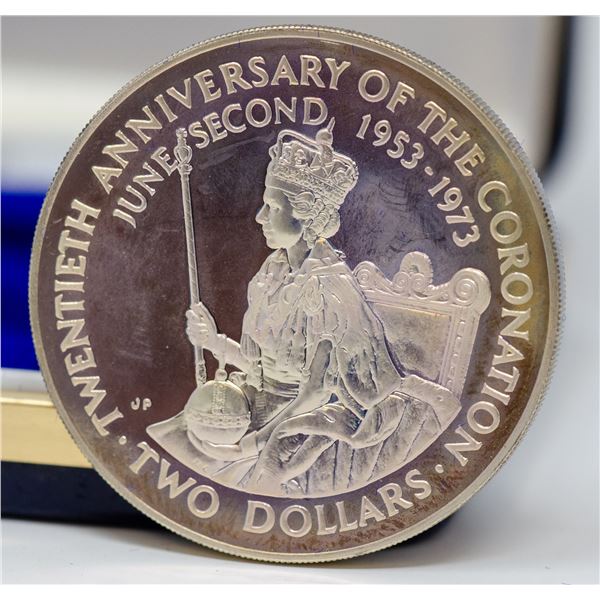 TWENTIETH ANNIVERSARY OF THE CORONATION
JUNE SECOND 1953·1973
JP
· TWO DOLLARS ·